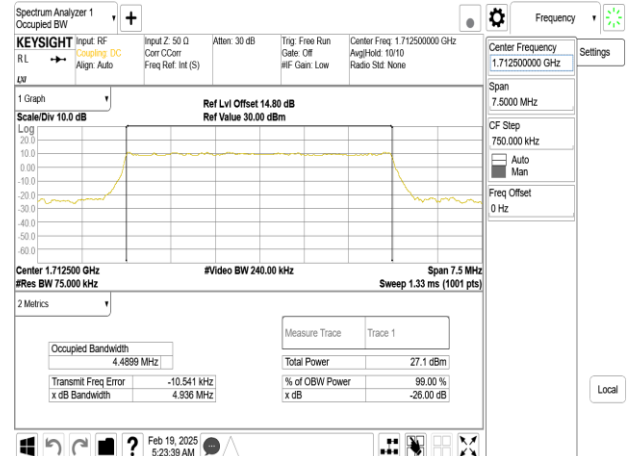 Spectrum Analyzer 1
Occupied BW
Frequency
KEYSIGHT
Input: RF
Coupling: DC
Align: Auto
Input Z: 50 Ω
Corr CCorr
Freq Ref: Int (S)
Atten: 30 dB
Trig: Free Run
Gate: Off
#IF Gain: Low
Center Freq: 1.712500000 GHz
Avg|Hold: 10/10
Radio Std: None
RL
LXI
Center Frequency
1.712500000 GHz
Settings
Span
7.5000 MHz
CF Step
750.000 kHz
Auto
Man
Freq Offset
0 Hz
1 Graph
Ref Lvl Offset 14.80 dB
Scale/Div 10.0 dB
Ref Value 30.00 dBm
Log
20.0
10.0
0.00
-10.0
-20.0
-30.0
-40.0
-50.0
-60.0
Center 1.712500 GHz
#Video BW 240.00 kHz
Span 7.5 MHz
#Res BW 75.000 kHz
Sweep 1.33 ms (1001 pts)
2 Metrics
Measure Trace
Trace 1
Occupied Bandwidth
4.4899 MHz
Total Power
27.1 dBm
Transmit Freq Error
-10.541 kHz
% of OBW Power
99.00 %
x dB Bandwidth
4.936 MHz
x dB
-26.00 dB
Local
?
Feb 19, 2025
5:23:39 AM